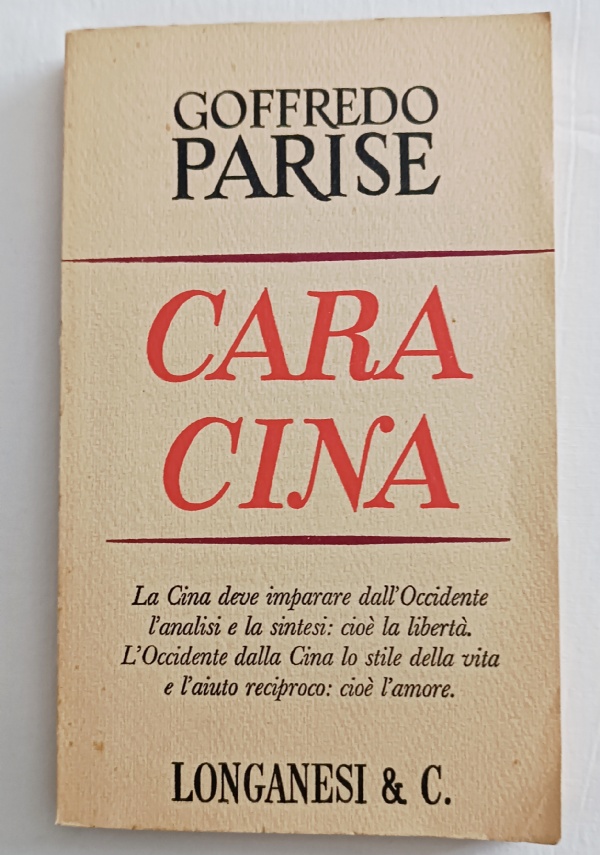 GOFFREDO
PARISE
CARA
CINA
La Cina deve imparare dall'Occidente
l'analisi e la sintesi: cioè la libertà.
L'Occidente dalla Cina lo stile della vita
e l'aiuto reciproco: cioè l'amore.
LONGANESI & C.